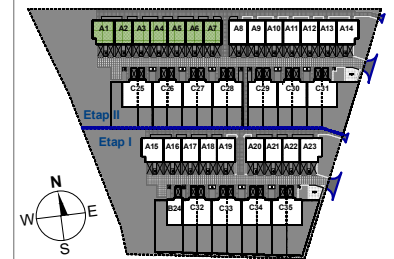 A1 A2 A3 A4 A5 A6 A7 A8 A9 A10 A11 A12 A13 A14
C25 C26 C27 C28 C29 C30 C31
Etap II
Etap I
A15 A16 A17 A18 A19 A20 A21 A22 A23
B24 C32 C33 C34 C35
N
W E
S